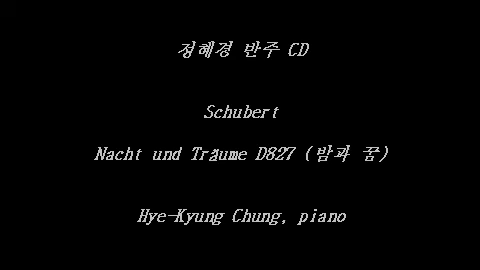 정혜경 반주 CD
Schubert
Nacht und Träume D827 (밤과 꿈)
Hye-Kyung Chung, piano